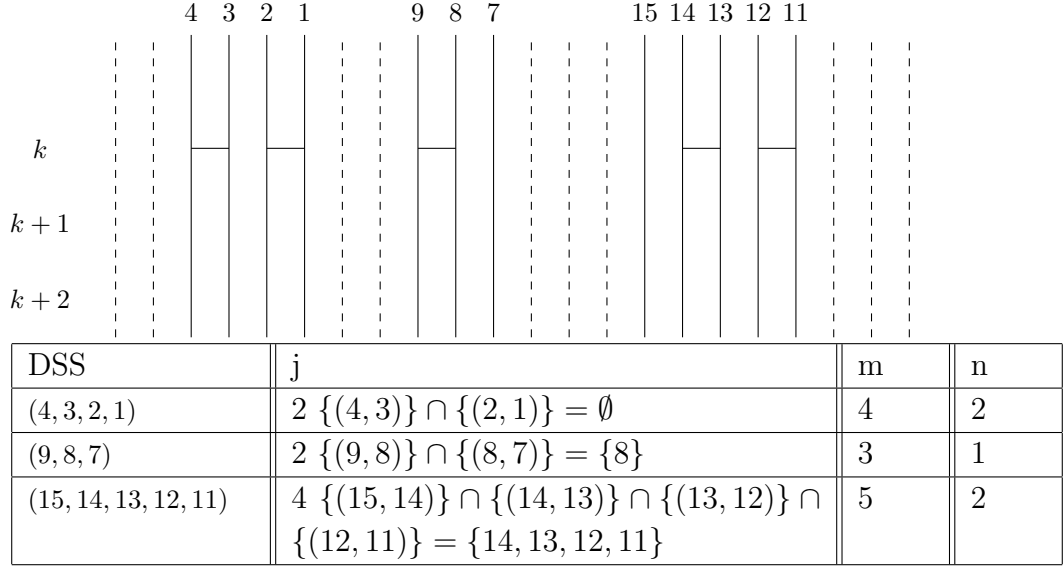 4 3 2 1 9 8 7 15 14 13 12 11
k
k + 1
k + 2
DSS j m n
(4, 3, 2, 1) 2 {(4, 3)} ∩ {(2, 1)} = ∅ 4 2
(9, 8, 7) 2 {(9, 8)} ∩ {(8, 7)} = {8} 3 1
(15, 14, 13, 12, 11) 4 {(15, 14)} ∩ {(14, 13)} ∩ {(13, 12)} ∩ 5 2
{(12, 11)} = {14, 13, 12, 11}